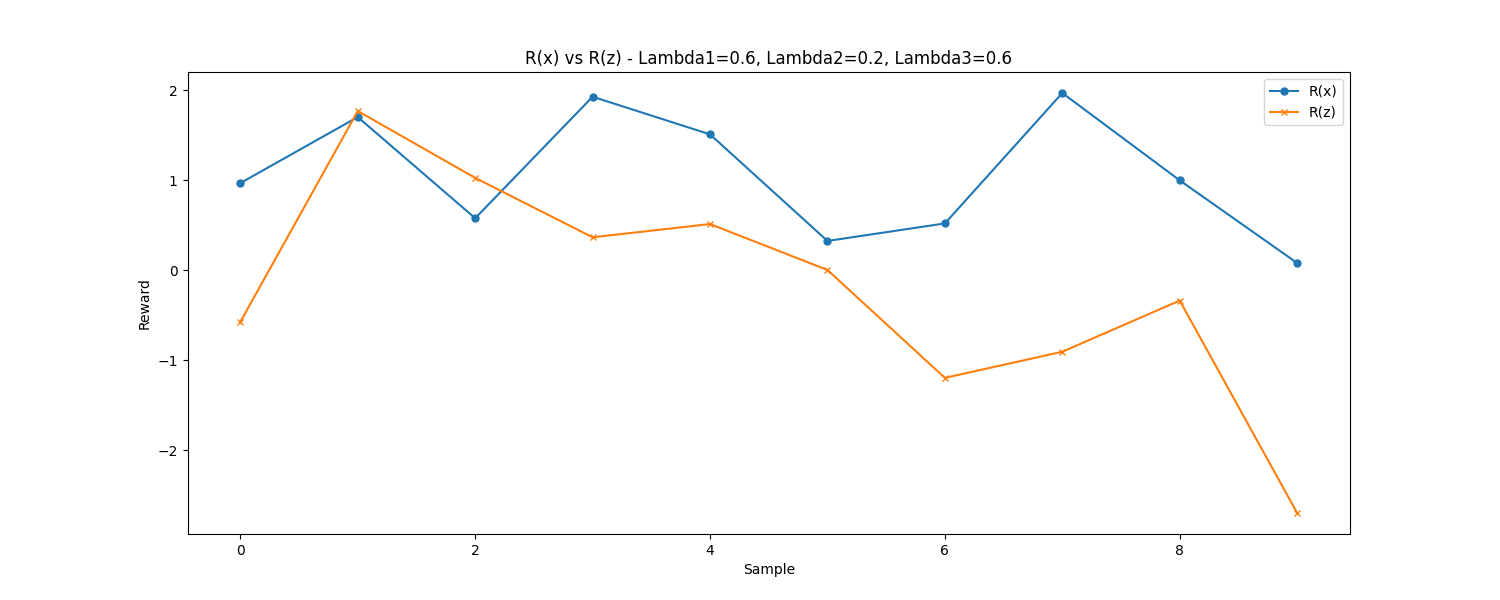 R(x) vs R(z) - Lambda1=0.6, Lambda2=0.2, Lambda3=0.6
R(x)
R(z)
2
1
0
−1
−2
Reward
0
2
4
6
8
Sample